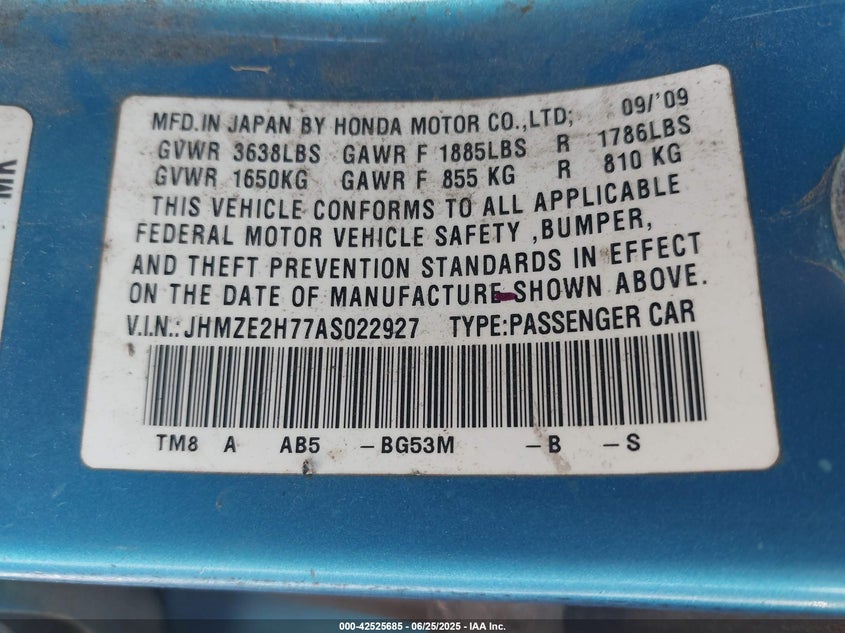 MFD.IN JAPAN BY HONDA MOTOR CO.,LTD; 09/'09
GVWR 3638LBS GAWR F 1885LBS R 1786LBS
GVWR 1650KG GAWR F 855 KG R 810 KG
THIS VEHICLE CONFORMS TO ALL APPLICABLE
FEDERAL MOTOR VEHICLE SAFETY ,BUMPER,
AND THEFT PREVENTION STANDARDS IN EFFECT
ON THE DATE OF MANUFACTURE SHOWN ABOVE.
V.I.N.: JHMZE2H77AS022927 TYPE:PASSENGER CAR
TM8 A AB5 -BG53M -B -S
000-42525685 - 06/25/2025 - IAA Inc.